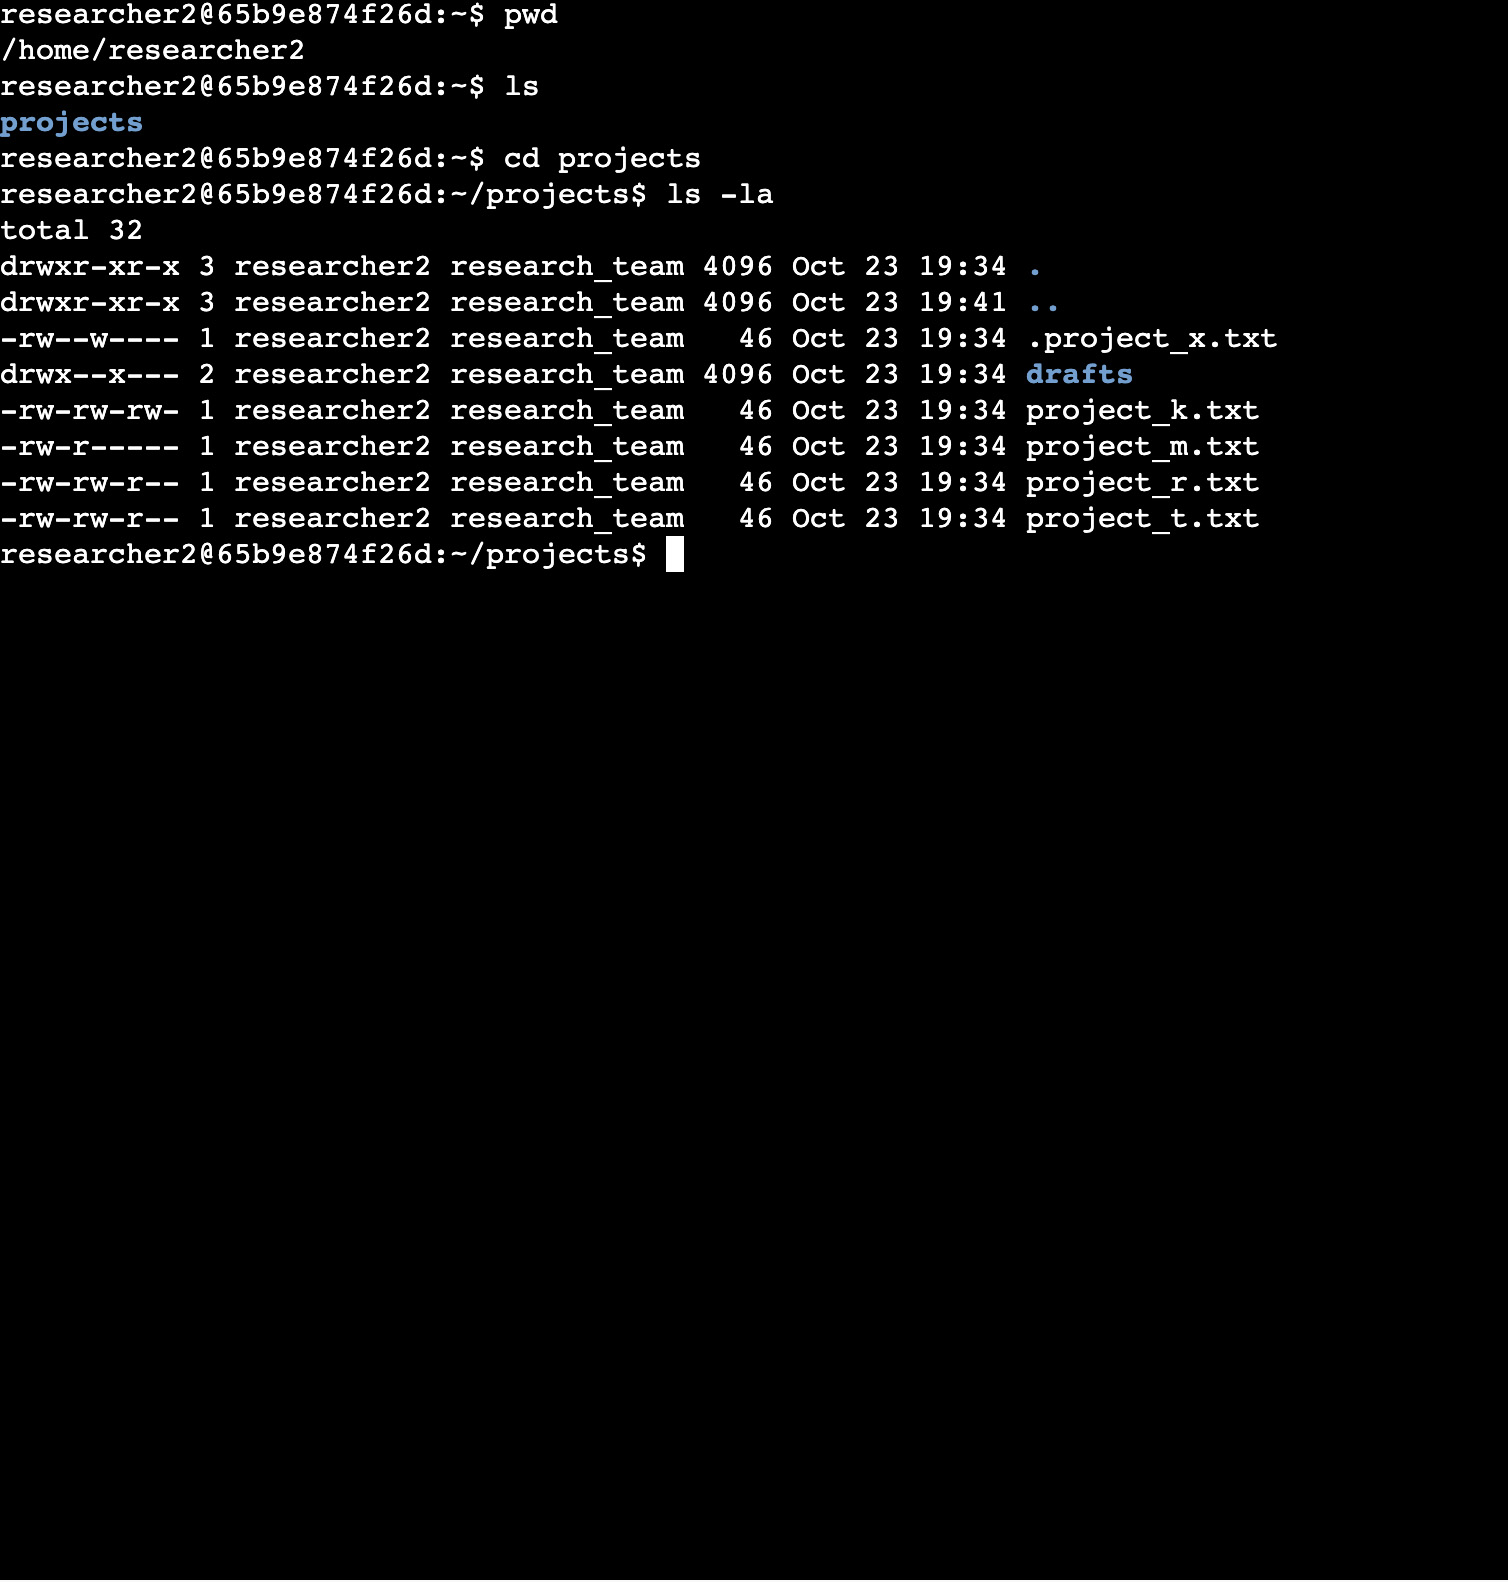 researcher2@65b9e874f26d:~$ pwd
/home/researcher2
researcher2@65b9e874f26d:~$ ls
projects
researcher2@65b9e874f26d:~$ cd projects
researcher2@65b9e874f26d:~/projects$ ls -la
total 32
drwxr-xr-x 3 researcher2 research_team 4096 Oct 23 19:34 .
drwxr-xr-x 3 researcher2 research_team 4096 Oct 23 19:41 ..
-rw--w---- 1 researcher2 research_team   46 Oct 23 19:34 .project_x.txt
drwx--x--- 2 researcher2 research_team 4096 Oct 23 19:34 drafts
-rw-rw-rw- 1 researcher2 research_team   46 Oct 23 19:34 project_k.txt
-rw-r----- 1 researcher2 research_team   46 Oct 23 19:34 project_m.txt
-rw-rw-r-- 1 researcher2 research_team   46 Oct 23 19:34 project_r.txt
-rw-rw-r-- 1 researcher2 research_team   46 Oct 23 19:34 project_t.txt
researcher2@65b9e874f26d:~/projects$